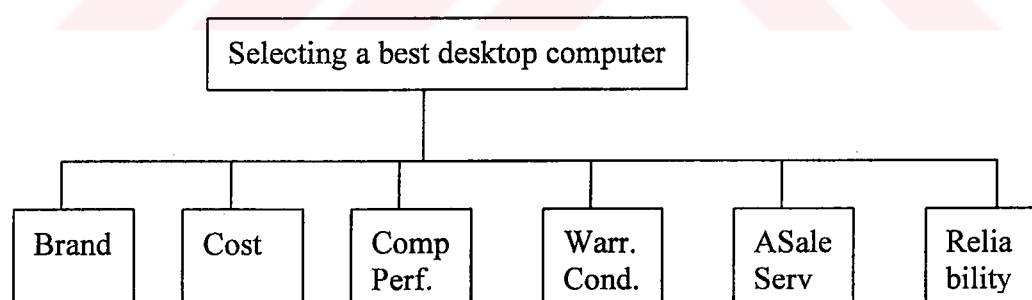 Selecting a best desktop computer
Brand
Cost
Comp
Perf.
Warr.
Cond.
ASale
Serv
Relia
bility